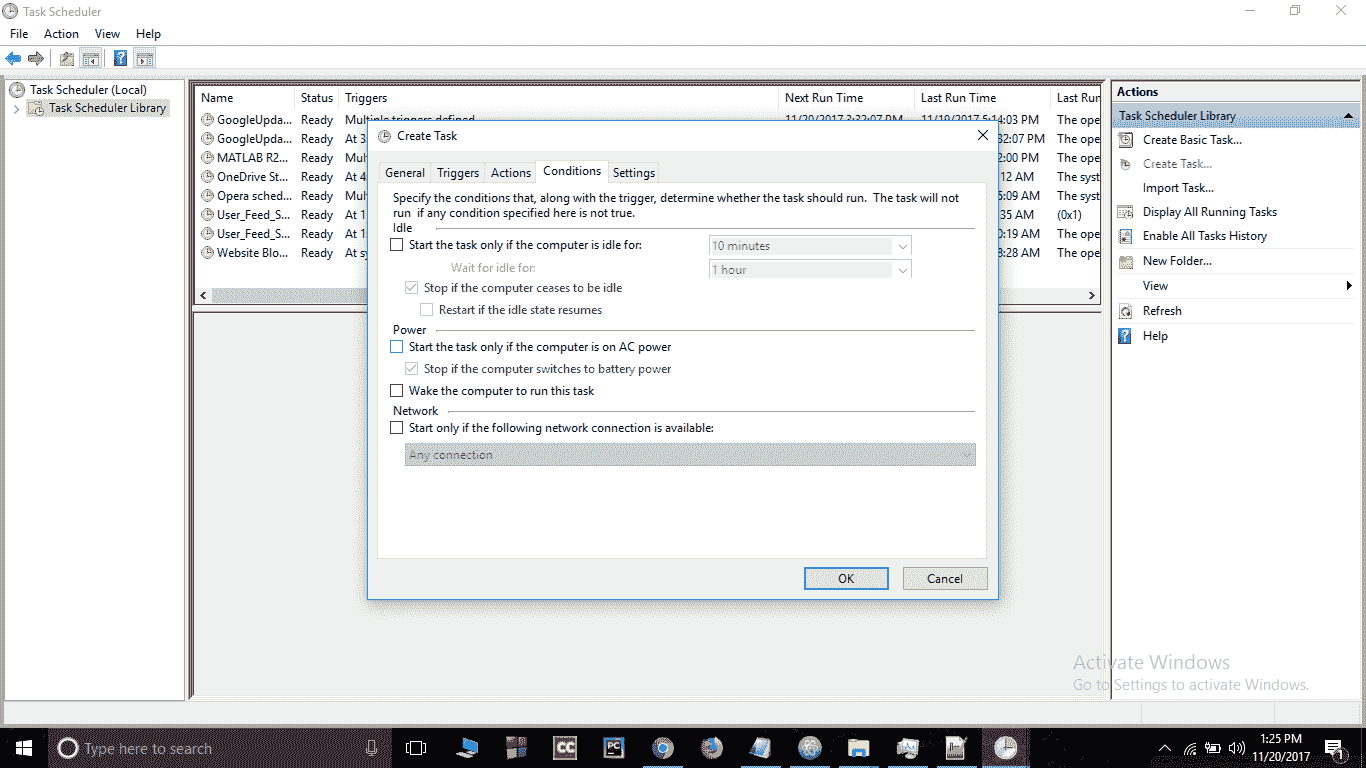 Task Scheduler
File Action View Help
Task Scheduler (Local)
Task Scheduler Library
Name Status Triggers Next Run Time Last Run Time Last Run
GoogleUpda... Ready Multiple triggers defined 11/20/2017 3:32:07 PM 11/19/2017 5:14:03 PM The ope
GoogleUpda... Ready At 3: 32:07 PM The ope
MATLAB R2... Ready Mul 2:00 PM The ope
OneDrive St... Ready At 4: :12 AM The syst
Opera sched... Ready Mul 5:09 AM The syst
User_Feed_S... Ready At 1: 35 AM (0x1)
User_Feed_S... Ready At 1: 0:19 AM The ope
Website Blo... Ready At sy 3:28 AM The ope
Create Task
General Triggers Actions Conditions Settings
Specify the conditions that, along with the trigger, determine whether the task should run. The task will not
run if any condition specified here is not true.
Idle
Start the task only if the computer is idle for: 10 minutes
Wait for idle for: 1 hour
Stop if the computer ceases to be idle
Restart if the idle state resumes
Power
Start the task only if the computer is on AC power
Stop if the computer switches to battery power
Wake the computer to run this task
Network
Start only if the following network connection is available:
Any connection
OK Cancel
Actions
Task Scheduler Library
Create Basic Task...
Create Task...
Import Task...
Display All Running Tasks
Enable All Tasks History
New Folder...
View
Refresh
Help
Activate Windows
Go to Settings to activate Windows.
Type here to search
CC
PC
1:25 PM
11/20/2017
1